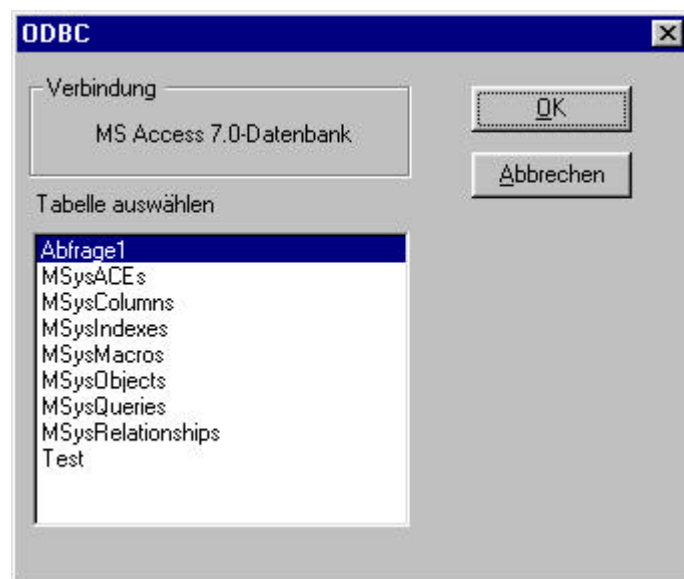 ODBC
Verbindung
MS Access 7.0-Datenbank
OK
Abbrechen
Tabelle auswählen
Abfrage1
MSysACEs
MSysColumns
MSysIndexes
MSysMacros
MSysObjects
MSysQueries
MSysRelationships
Test